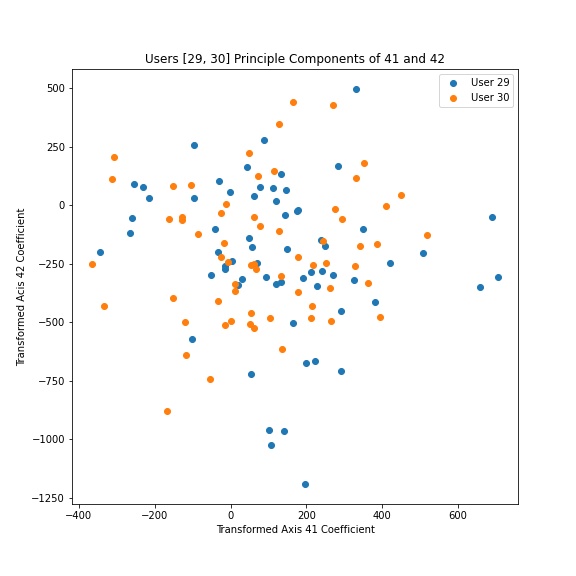 Users [29, 30] Principle Components of 41 and 42
User 29
User 30
500
250
0
−250
−500
−750
−1000
−1250
Transformed Acis 42 Coefficient
−400
−200
0
200
400
600
Transformed Axis 41 Coefficient